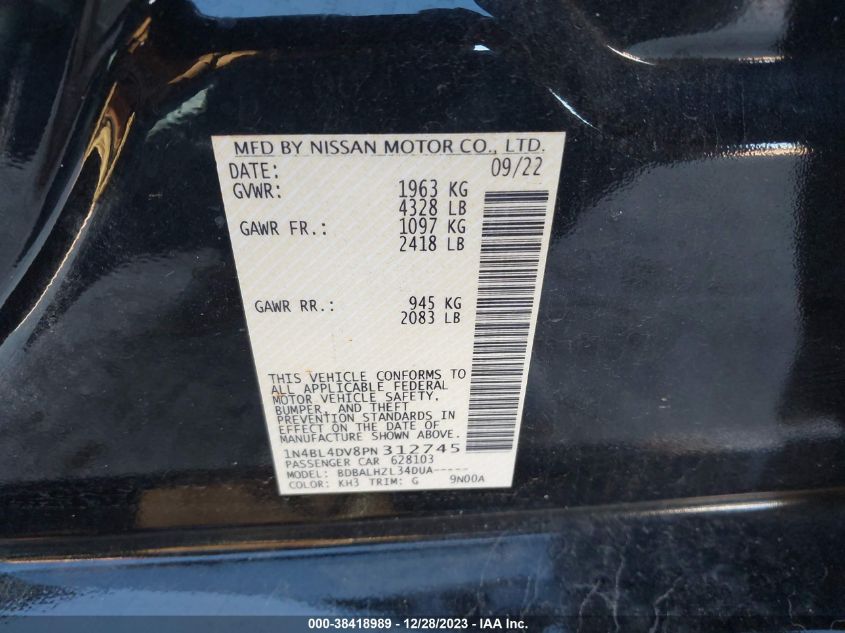 MFD BY NISSAN MOTOR CO., LTD.
DATE: 09/22
GVWR: 1963 KG
4328 LB
GAWR FR.: 1097 KG
2418 LB
GAWR RR.: 945 KG
2083 LB
THIS VEHICLE CONFORMS TO
ALL APPLICABLE FEDERAL
MOTOR VEHICLE SAFETY,
BUMPER, AND THEFT
PREVENTION STANDARDS IN
EFFECT ON THE DATE OF
MANUFACTURE SHOWN ABOVE.
1N4BL4DV8PN312745
PASSENGER CAR 628103
MODEL: BDBALHZL34DUA-----
COLOR: KH3 TRIM: G 9N00A
000-38418989 - 12/28/2023 - IAA Inc.